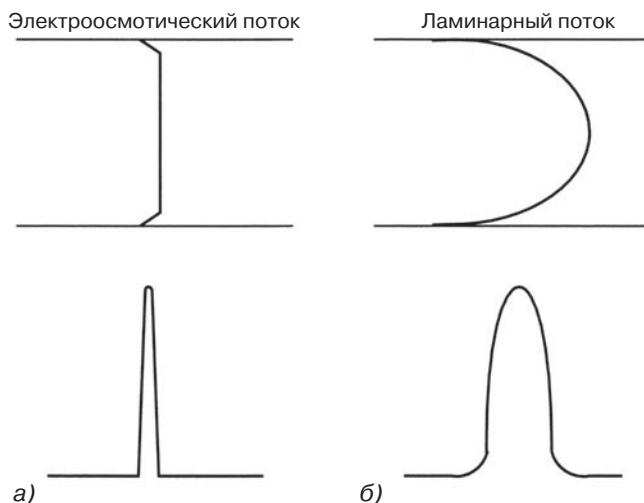 Электроосмотический поток
Ламинарный поток
а)
б)